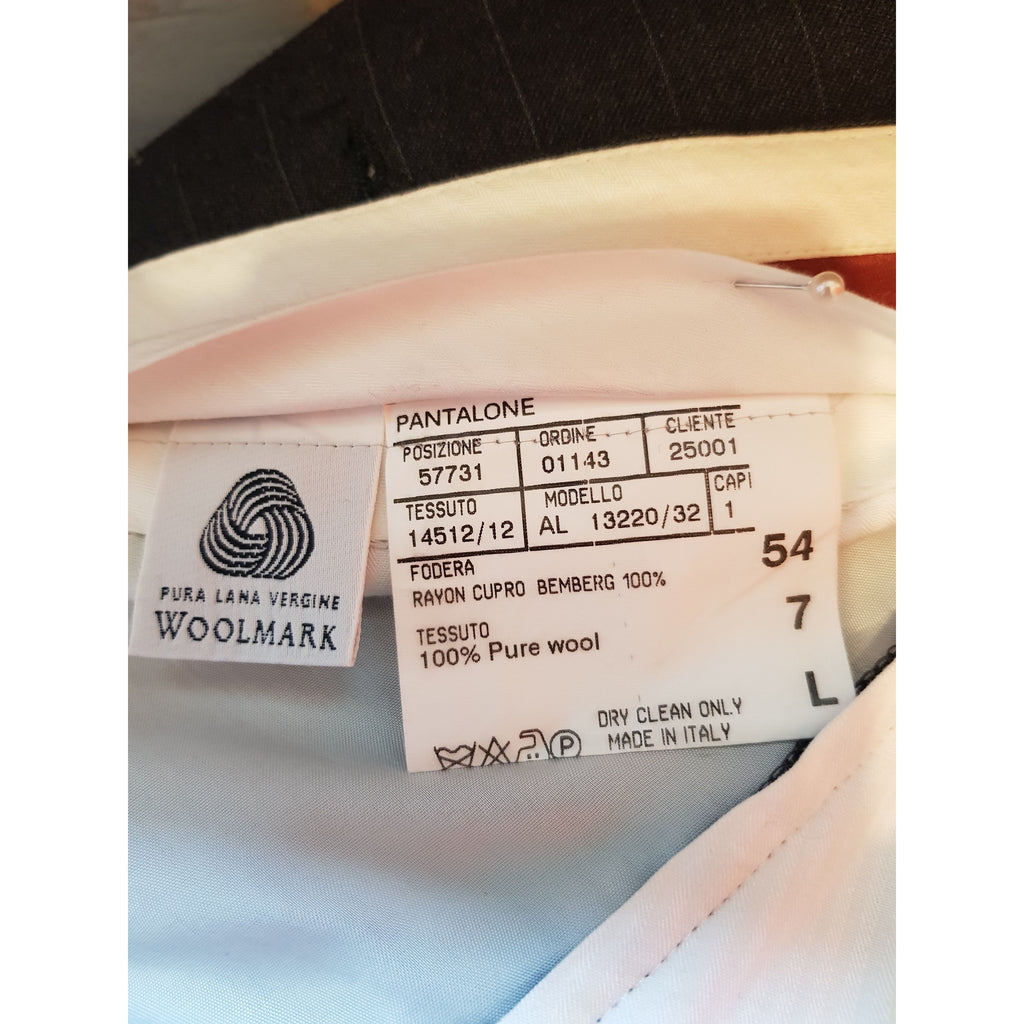 PURA LANA VERGINE
WOOLMARK
PANTALONE
POSIZIONE ORDINE CLIENTE
57731 01143 25001
TESSUTO MODELLO CAPI
14512/12 AL 13220/32 1
FODERA
RAYON CUPRO BEMBERG 100%
54
TESSUTO
100% Pure wool
7
L
DRY CLEAN ONLY
MADE IN ITALY
P